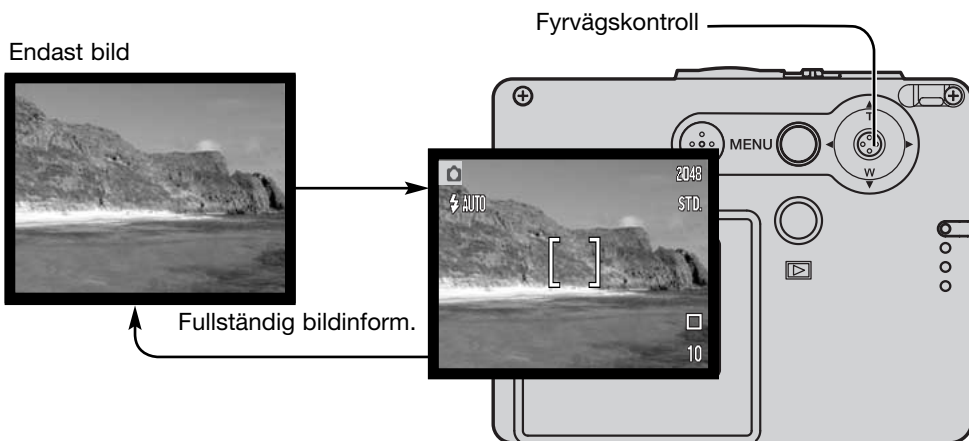 Fyrvägskontroll
Endast bild
MENU
T
W
2048
AUTO
STD.
Fullständig bildinform.
10